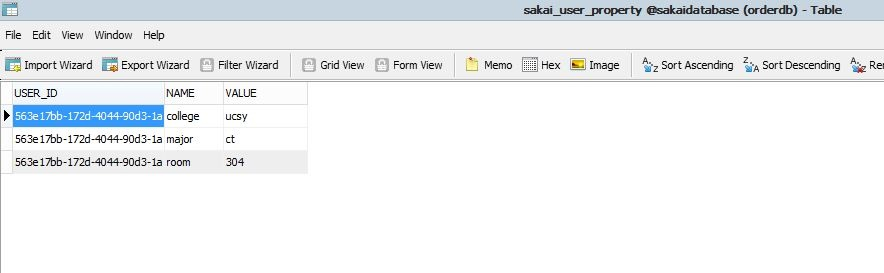 sakai_user_property @sakaidatabase (orderdb) - Table
File Edit View Window Help
Import Wizard Export Wizard Filter Wizard Grid View Form View Memo Hex Image Sort Ascending Sort Descending Re
USER_ID NAME VALUE
563e17bb-172d-4044-90d3-1a college ucsy
563e17bb-172d-4044-90d3-1a major ct
563e17bb-172d-4044-90d3-1a room 304